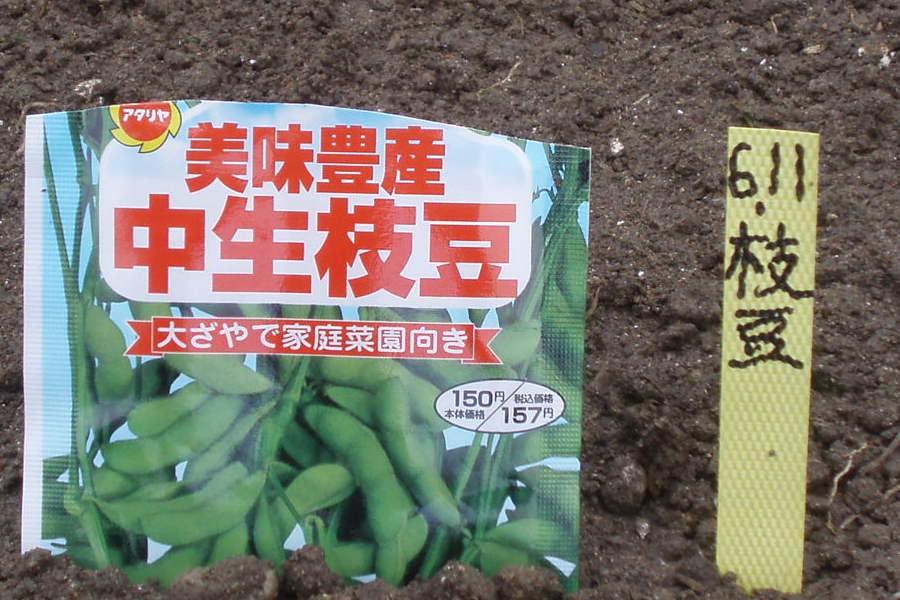 アタリヤ
美味豊産
中生枝豆
大ざやで家庭菜園向き
150円
本体価格
税込価格
157円
6.11
枝豆